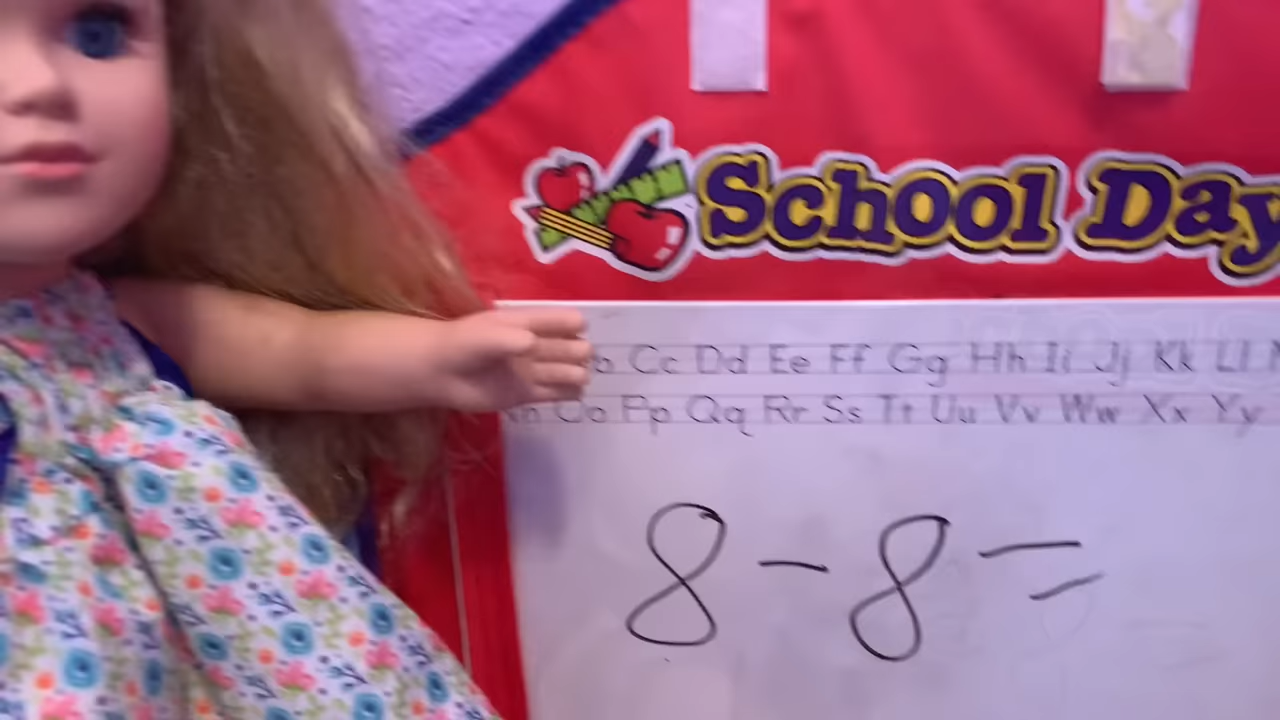 School Day
Cc Dd Ee Ff Gg Hh Ii Jj Kk Ll
Oo Pp Qq Rr Ss Tt Uu Vv Ww Xx Yy
8 - 8 =